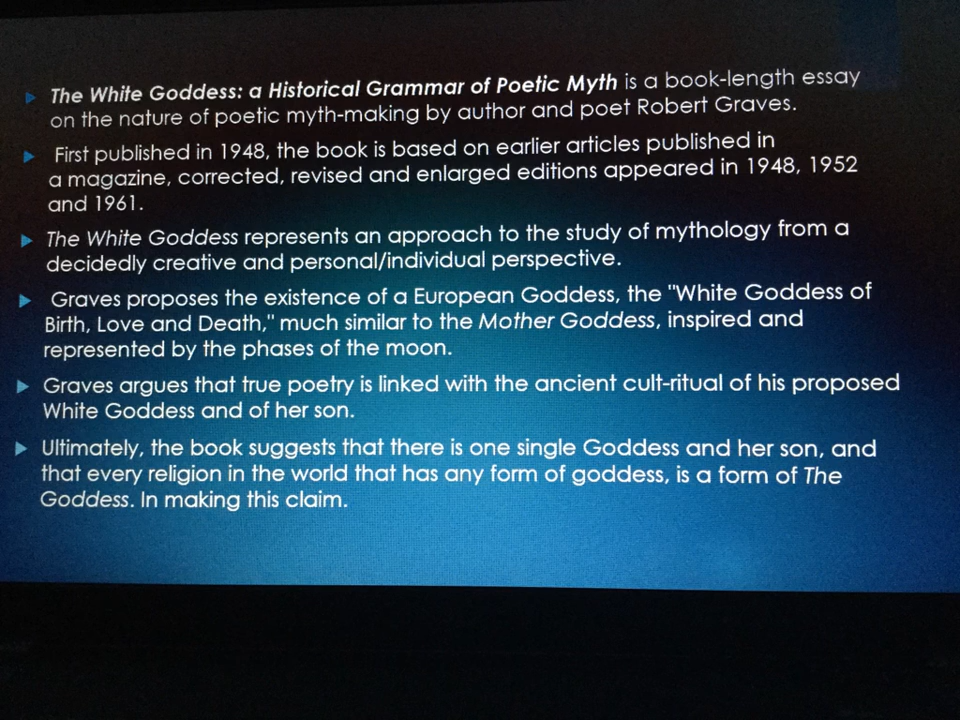 The White Goddess: a Historical Grammar of Poetic Myth is a book-length essay
on the nature of poetic myth-making by author and poet Robert Graves.
First published in 1948, the book is based on earlier articles published in
a magazine, corrected, revised and enlarged editions appeared in 1948, 1952
and 1961.
The White Goddess represents an approach to the study of mythology from a
decidedly creative and personal/individual perspective.
Graves proposes the existence of a European Goddess, the "White Goddess of
Birth, Love and Death," much similar to the Mother Goddess, inspired and
represented by the phases of the moon.
Graves argues that true poetry is linked with the ancient cult-ritual of his proposed
White Goddess and of her son.
Ultimately, the book suggests that there is one single Goddess and her son, and
that every religion in the world that has any form of goddess, is a form of The
Goddess. In making this claim.